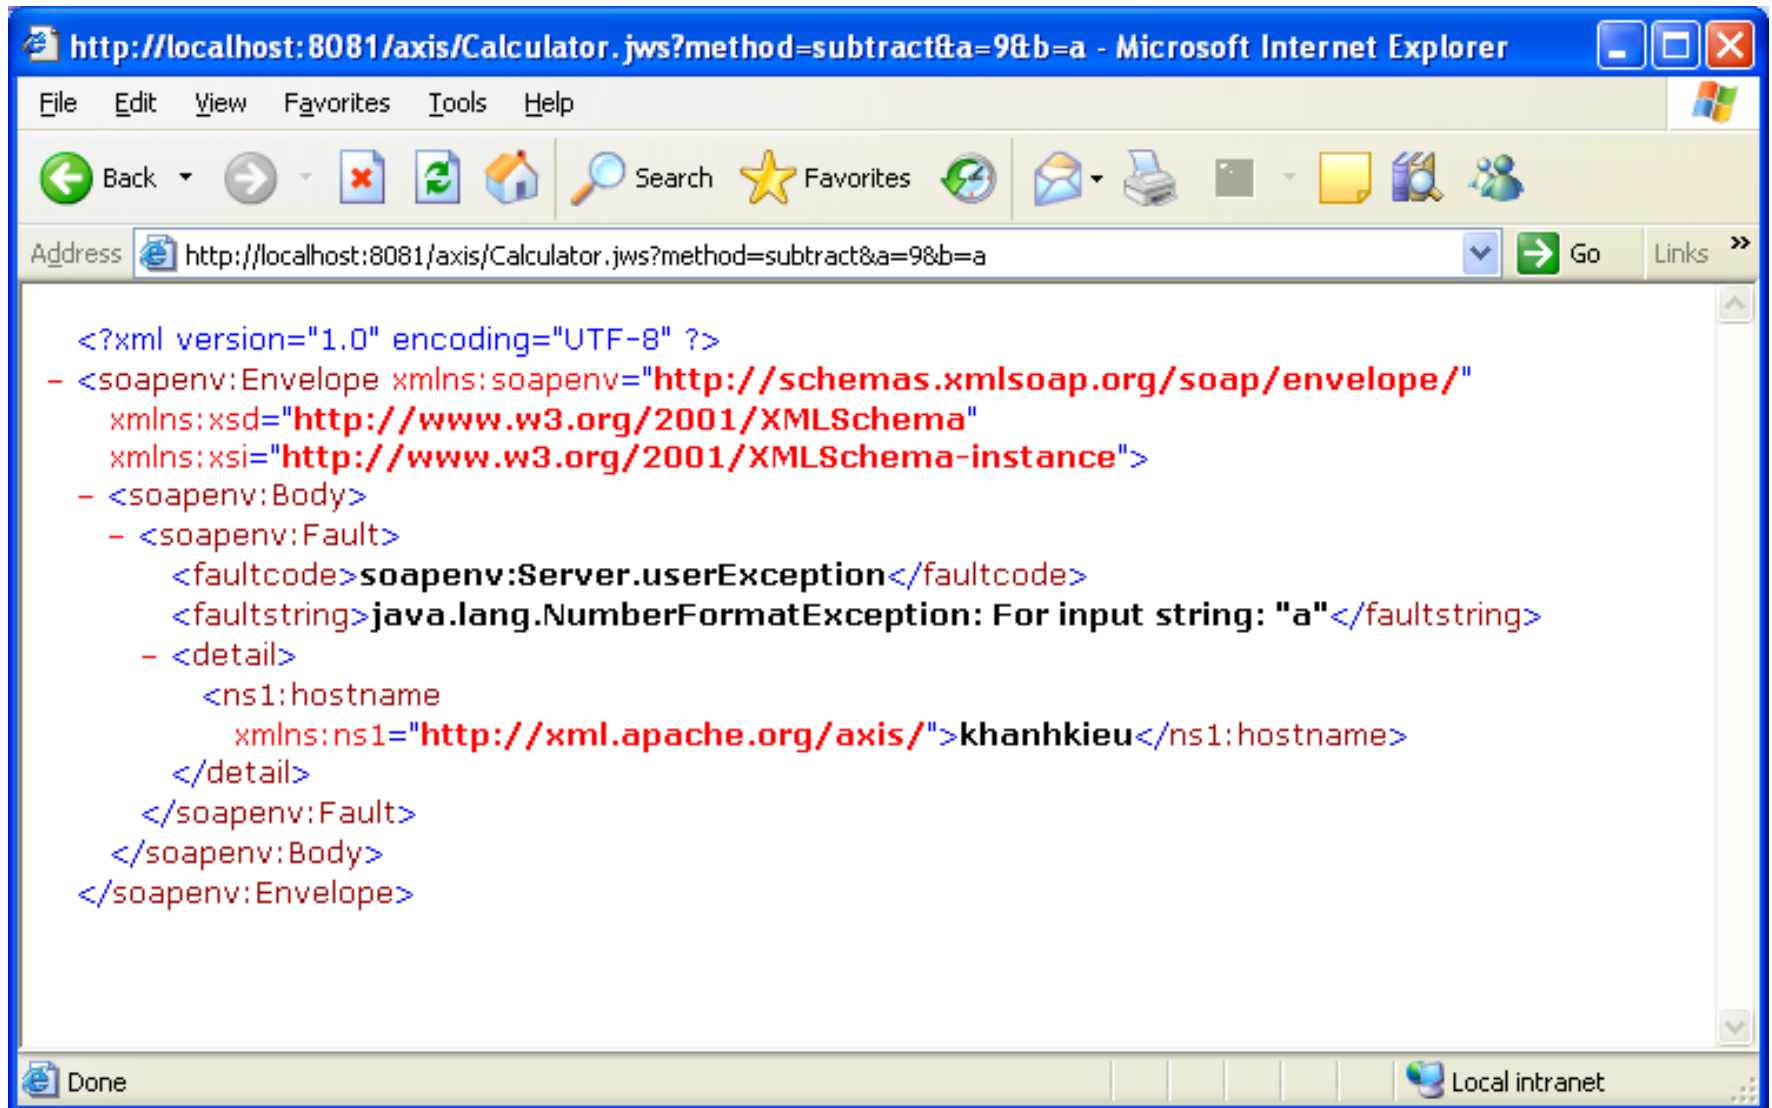 http://localhost:8081/axis/Calculator.jws?method=subtract&a=9&b=a - Microsoft Internet Explorer
File Edit View Favorites Tools Help
Back Search Favorites
Address http://localhost:8081/axis/Calculator.jws?method=subtract&a=9&b=a Go Links »
<?xml version="1.0" encoding="UTF-8" ?>
- <soapenv:Envelope xmlns:soapenv="http://schemas.xmlsoap.org/soap/envelope/"
xmlns:xsd="http://www.w3.org/2001/XMLSchema"
xmlns:xsi="http://www.w3.org/2001/XMLSchema-instance">
- <soapenv:Body>
- <soapenv:Fault>
<faultcode>soapenv:Server.userException</faultcode>
<faultstring>java.lang.NumberFormatException: For input string: "a"</faultstring>
- <detail>
<ns1:hostname
xmlns:ns1="http://xml.apache.org/axis/">khanhkieu</ns1:hostname>
</detail>
</soapenv:Fault>
</soapenv:Body>
</soapenv:Envelope>
Done Local intranet